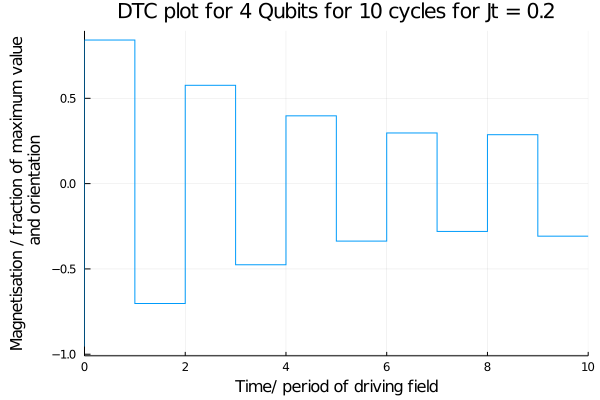 DTC plot for 4 Qubits for 10 cycles for Jt = 0.2
Magnetisation / fraction of maximum value
and orientation
0.5
0.0
−0.5
−1.0
0
2
4
6
8
10
Time/ period of driving field